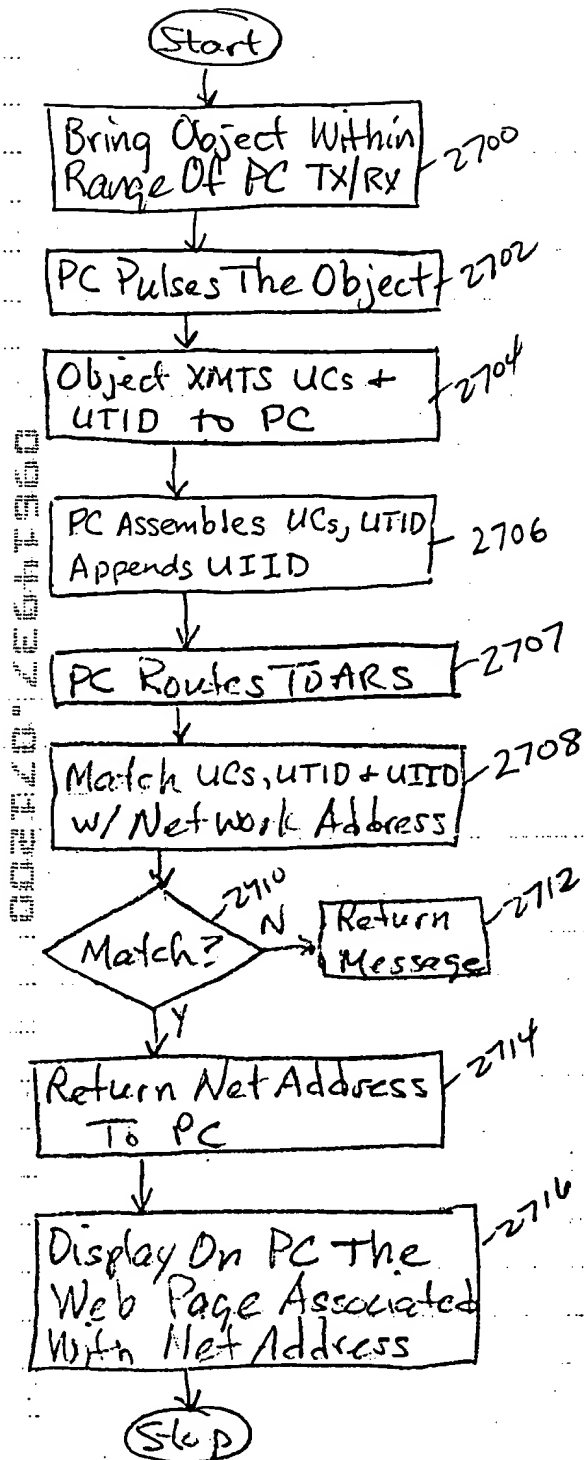 Start
Bring Object Within
Range Of PC TX/RX
2700
PC Pulses The Object
2702
Object XMTS UCs +
UTID to PC
2704
PC Assembles UCs, UTID
Appends UIID
2706
PC Routes To ARS
2707
Match UCs, UTID + UIID
w/ Network Address
2708
2710
Match?
N
Return
Message
2712
Y
Return Net Address
To PC
2714
Display On PC The
Web Page Associated
With Net Address
2716
Stop